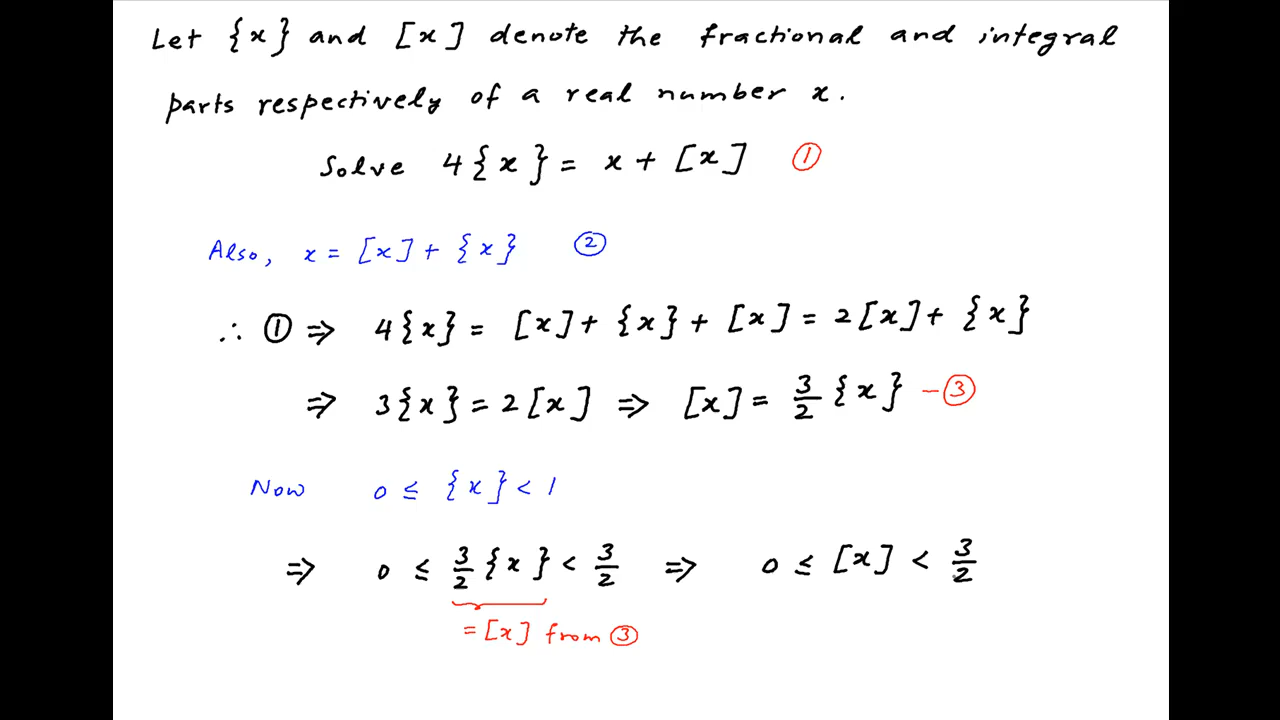 Let {x} and [x] denote the fractional and integral
parts respectively of a real number x.
Solve 4{x} = x + [x] ①
Also, x = [x] + {x} ②
∴ ① ⇒ 4{x} = [x] + {x} + [x] = 2[x] + {x}
⇒ 3{x} = 2[x] ⇒ [x] = 3/2 {x} – ③
Now 0 ≤ {x} < 1
⇒ 0 ≤ 3/2 {x} < 3/2 ⇒ 0 ≤ [x] < 3/2
= [x] from ③